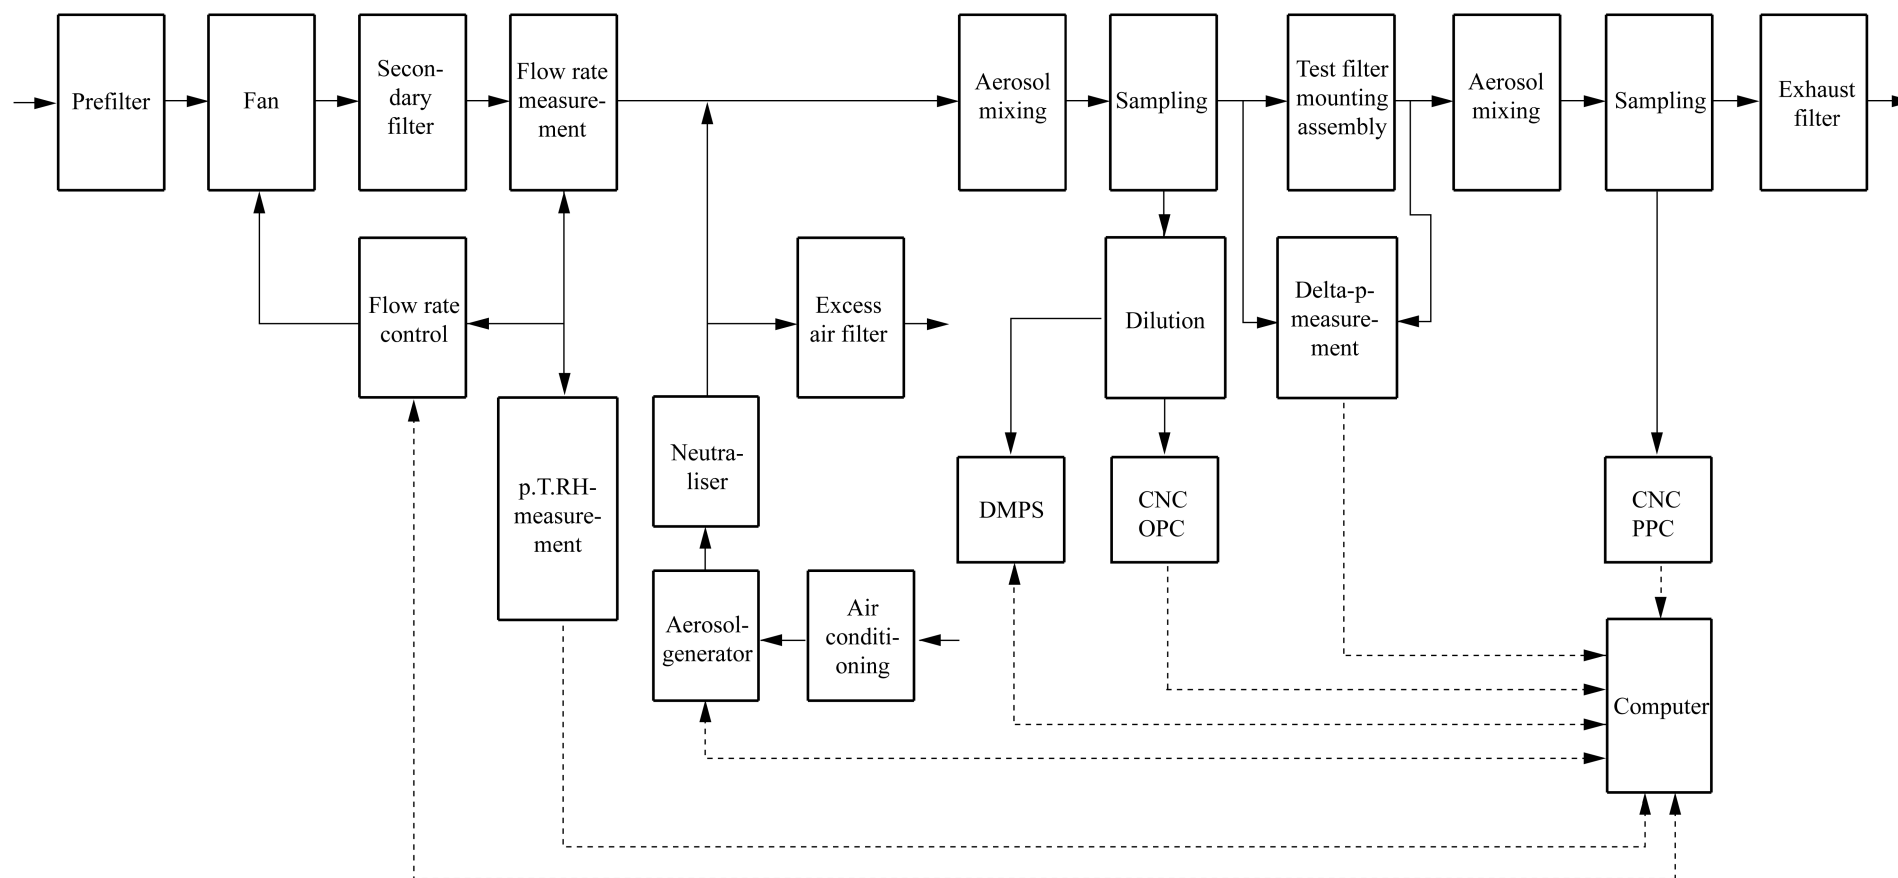 Prefilter
Fan
Secon-
dary
filter
Flow rate
measure-
ment
Aerosol
mixing
Sampling
Test filter
mounting
assembly
Aerosol
mixing
Sampling
Exhaust
filter
Flow rate
control
Excess
air filter
Dilution
Delta-p-
measure-
ment
p.T.RH-
measure-
ment
Neutra-
liser
DMPS
CNC
OPC
CNC
PPC
Aerosol-
generator
Air
conditi-
oning
Computer